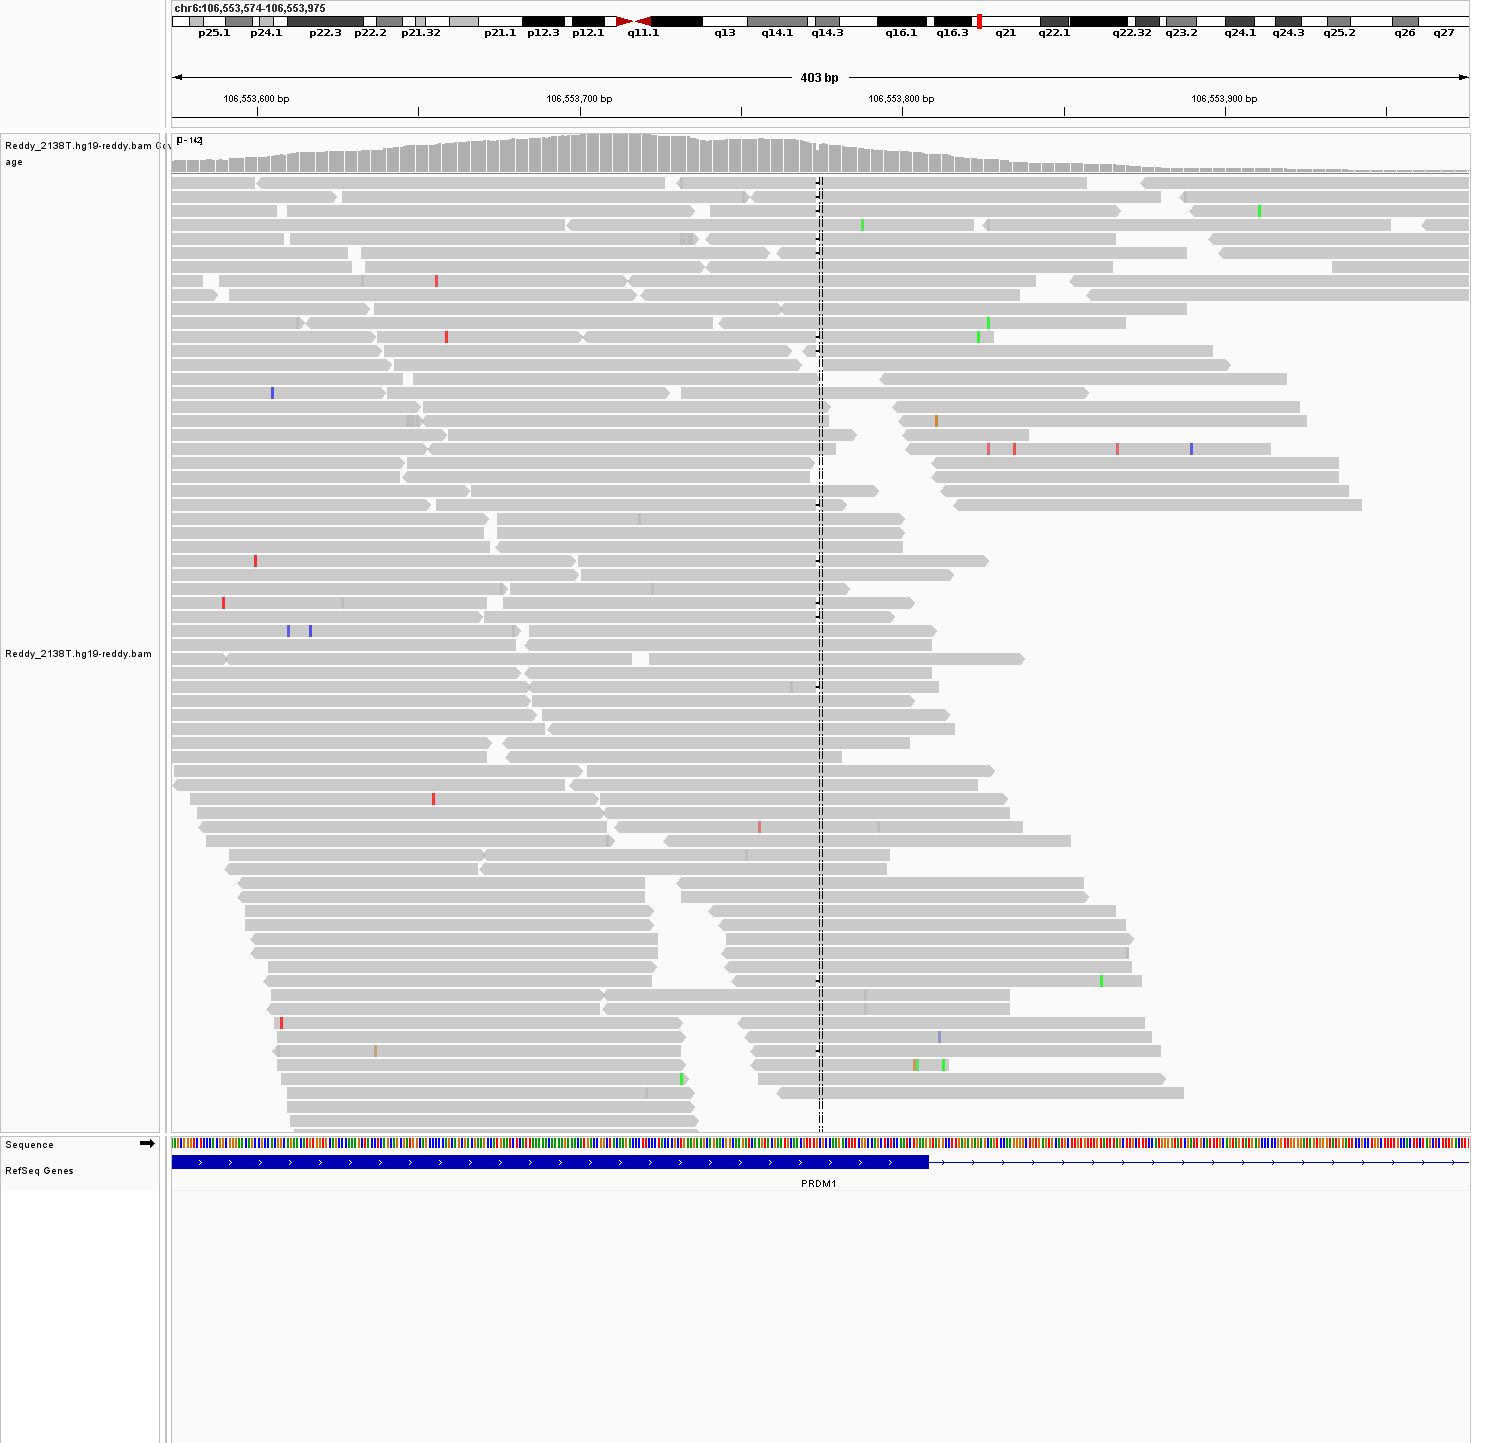 chr6:106,553,574-106,553,975
p25.1 p24.1 p22.3 p22.2 p21.32 p21.1 p12.3 p12.1 q11.1 q13 q14.1 q14.3 q16.1 q16.3 q21 q22.1 q22.32 q23.2 q24.1 q24.3 q25.2 q26 q27
403 bp
106,553,600 bp 106,553,700 bp 106,553,800 bp 106,553,900 bp
[0 - 142]
Reddy_2138T.hg19-reddy.bam Cov
age
Reddy_2138T.hg19-reddy.bam
Sequence
RefSeq Genes
PRDM1